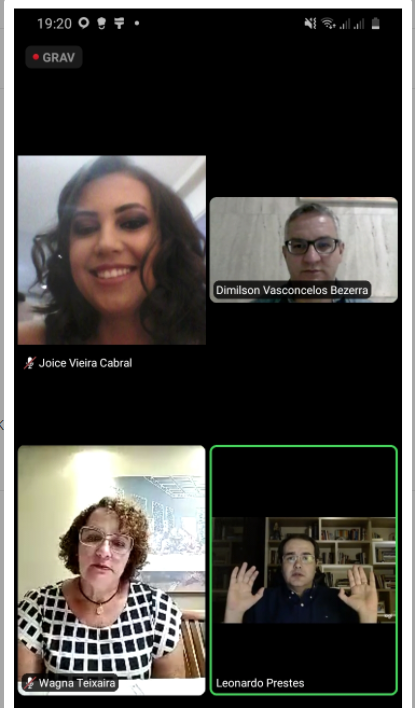 19:20
GRAV
Dimilson Vasconcelos Bezerra
Joice Vieira Cabral
Wagna Teixaira
Leonardo Prestes